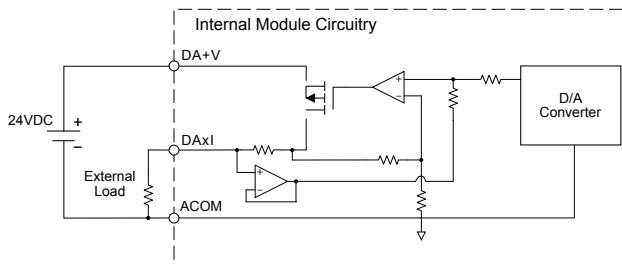 Internal Module Circuitry
DA+V
24VDC
+
−
+
−
D/A
Converter
DAxI
External
Load
+
−
ACOM